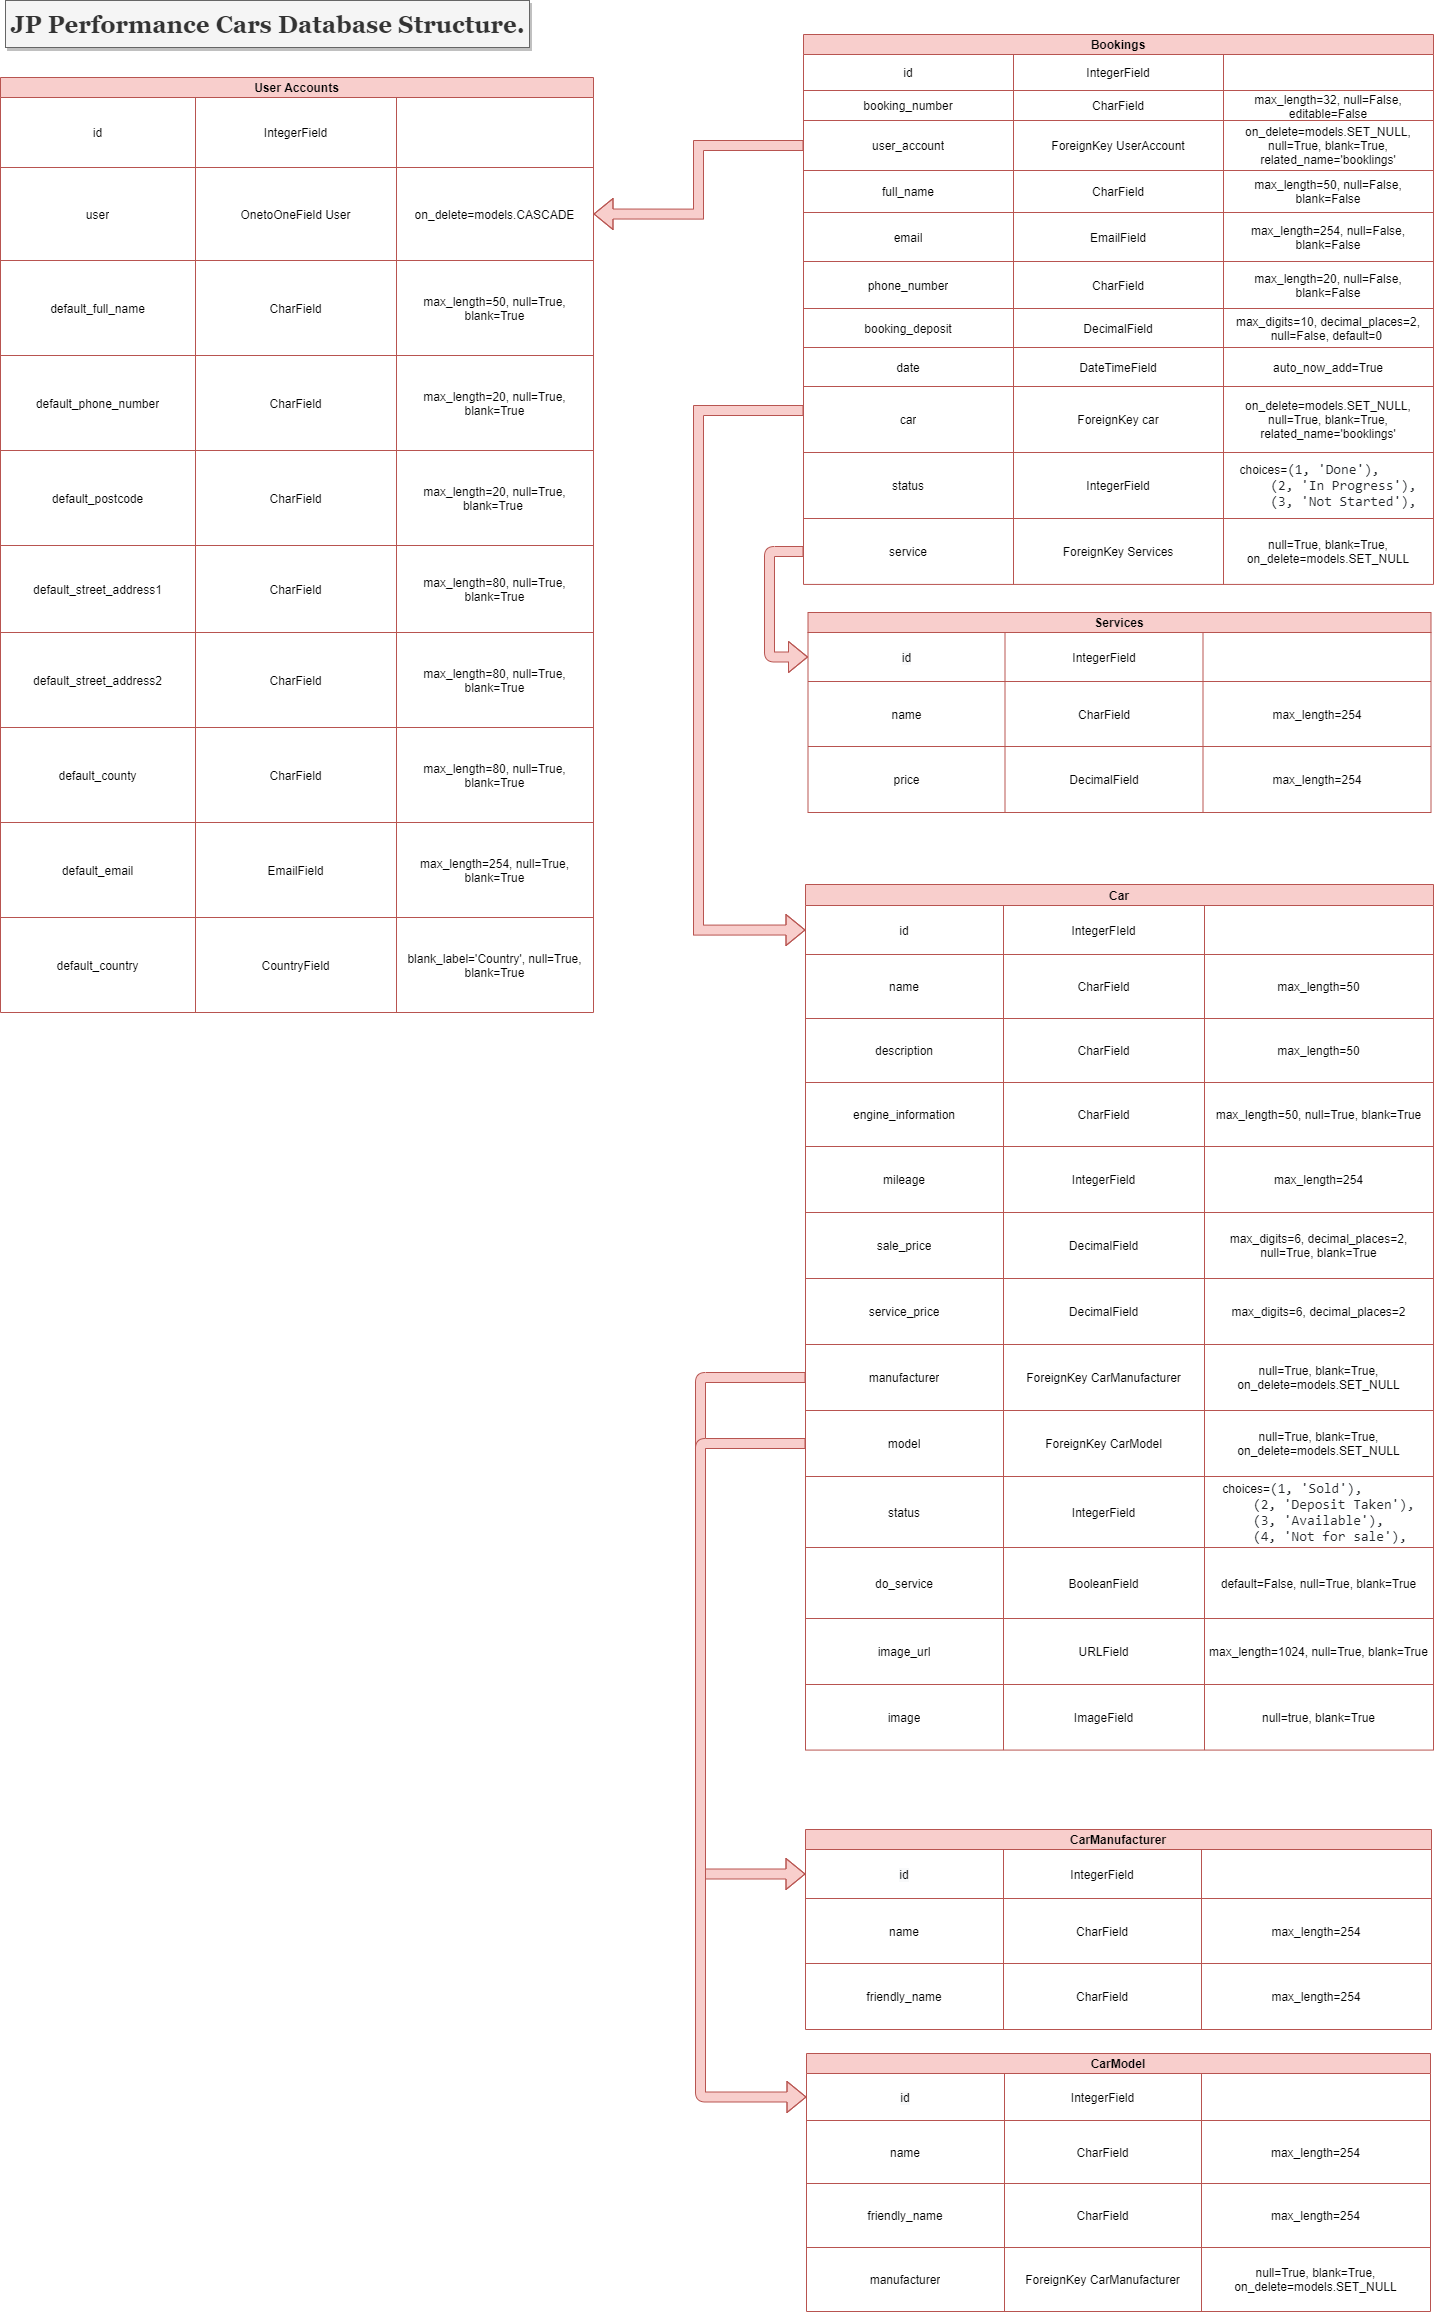 JP Performance Cars Database Structure.
User Accounts
id
IntegerField
user
OnetoOneField User
on_delete=models.CASCADE
default_full_name
CharField
max_length=50, null=True,
blank=True
default_phone_number
CharField
max_length=20, null=True,
blank=True
default_postcode
CharField
max_length=20, null=True,
blank=True
default_street_address1
CharField
max_length=80, null=True,
blank=True
default_street_address2
CharField
max_length=80, null=True,
blank=True
default_county
CharField
max_length=80, null=True,
blank=True
default_email
EmailField
max_length=254, null=True,
blank=True
default_country
CountryField
blank_label='Country', null=True,
blank=True
Bookings
id
IntegerField
booking_number
CharField
max_length=32, null=False,
editable=False
user_account
ForeignKey UserAccount
on_delete=models.SET_NULL,
null=True, blank=True,
related_name='booklings'
full_name
CharField
max_length=50, null=False,
blank=False
email
EmailField
max_length=254, null=False,
blank=False
phone_number
CharField
max_length=20, null=False,
blank=False
booking_deposit
DecimalField
max_digits=10, decimal_places=2,
null=False, default=0
date
DateTimeField
auto_now_add=True
car
ForeignKey car
on_delete=models.SET_NULL,
null=True, blank=True,
related_name='booklings'
status
IntegerField
choices=(1, 'Done'),
(2, 'In Progress'),
(3, 'Not Started'),
service
ForeignKey Services
null=True, blank=True,
on_delete=models.SET_NULL
Services
id
IntegerField
name
CharField
max_length=254
price
DecimalField
max_length=254
Car
id
IntegerField
name
CharField
max_length=50
description
CharField
max_length=50
engine_information
CharField
max_length=50, null=True, blank=True
mileage
IntegerField
max_length=254
sale_price
DecimalField
max_digits=6, decimal_places=2,
null=True, blank=True
service_price
DecimalField
max_digits=6, decimal_places=2
manufacturer
ForeignKey CarManufacturer
null=True, blank=True,
on_delete=models.SET_NULL
model
ForeignKey CarModel
null=True, blank=True,
on_delete=models.SET_NULL
status
IntegerField
choices=(1, 'Sold'),
(2, 'Deposit Taken'),
(3, 'Available'),
(4, 'Not for sale'),
do_service
BooleanField
default=False, null=True, blank=True
image_url
URLField
max_length=1024, null=True, blank=True
image
ImageField
null=true, blank=True
CarManufacturer
id
IntegerField
name
CharField
max_length=254
friendly_name
CharField
max_length=254
CarModel
id
IntegerField
name
CharField
max_length=254
friendly_name
CharField
max_length=254
manufacturer
ForeignKey CarManufacturer
null=True, blank=True,
on_delete=models.SET_NULL